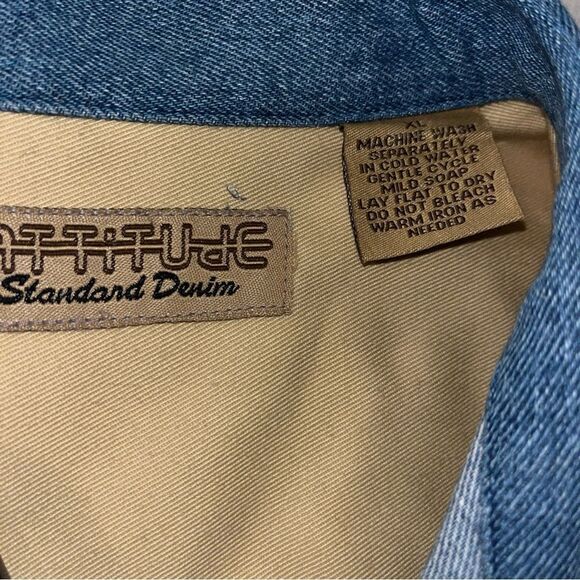 ATTiTUdE
Standard Denim
XL
MACHINE WASH
SEPARATELY
IN COLD WATER
GENTLE CYCLE
MILD SOAP
LAY FLAT TO DRY
DO NOT BLEACH
WARM IRON AS
NEEDED